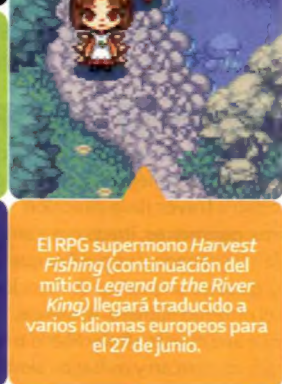 El RPG supermono Harvest
Fishing (continuación del
mítico Legend of the River
King) llegará traducido a
varios idiomas europeos para
el 27 de junio.